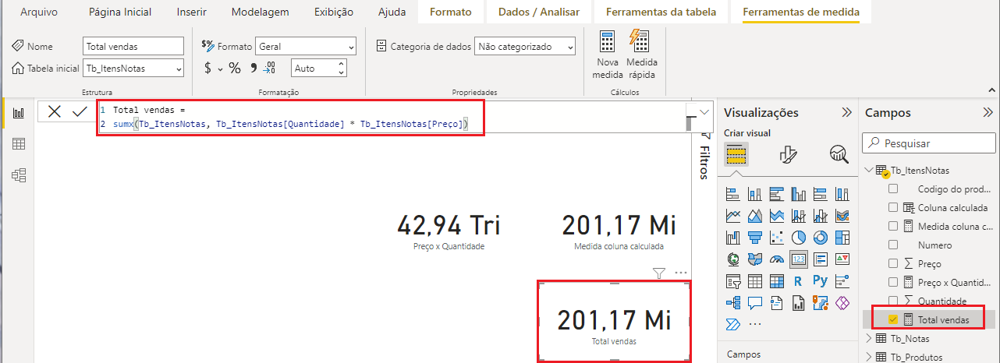 Arquivo Página Inicial Inserir Modelagem Exibição Ajuda Formato Dados / Analisar Ferramentas da tabela Ferramentas de medida
Nome Total vendas
Tabela inicial Tb_ItensNotas
Estrutura
$% Formato Geral
$ % 9 .00 Auto
Formatação
Categoria de dados Não categorizado
Propriedades
Nova medida
Medida rápida
Cálculos
1 Total vendas =
2 sumx(Tb_ItensNotas, Tb_ItensNotas[Quantidade] * Tb_ItensNotas[Preço])
42,94 Tri
Preço x Quantidade
201,17 Mi
Medida coluna calculada
201,17 Mi
Total vendas
Filtros
Visualizações
Criar visual
123
R Py
Campos
Campos
Pesquisar
Tb_ItensNotas
Codigo do prod...
Coluna calculada
Medida coluna c...
Numero
Preço
Preço x Quantid...
Quantidade
Total vendas
Tb_Notas
Tb_Produtos